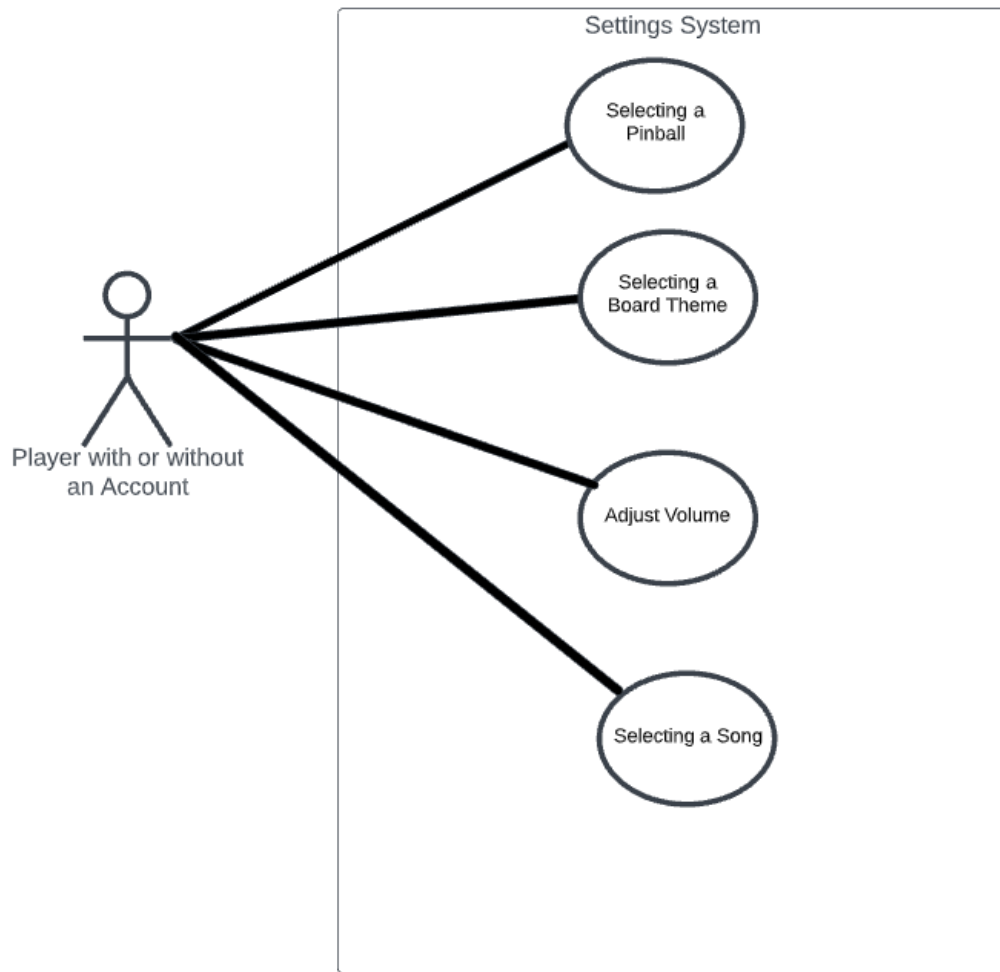 Settings System
Selecting a
Pinball
Selecting a
Board Theme
Player with or without
an Account
Adjust Volume
Selecting a Song